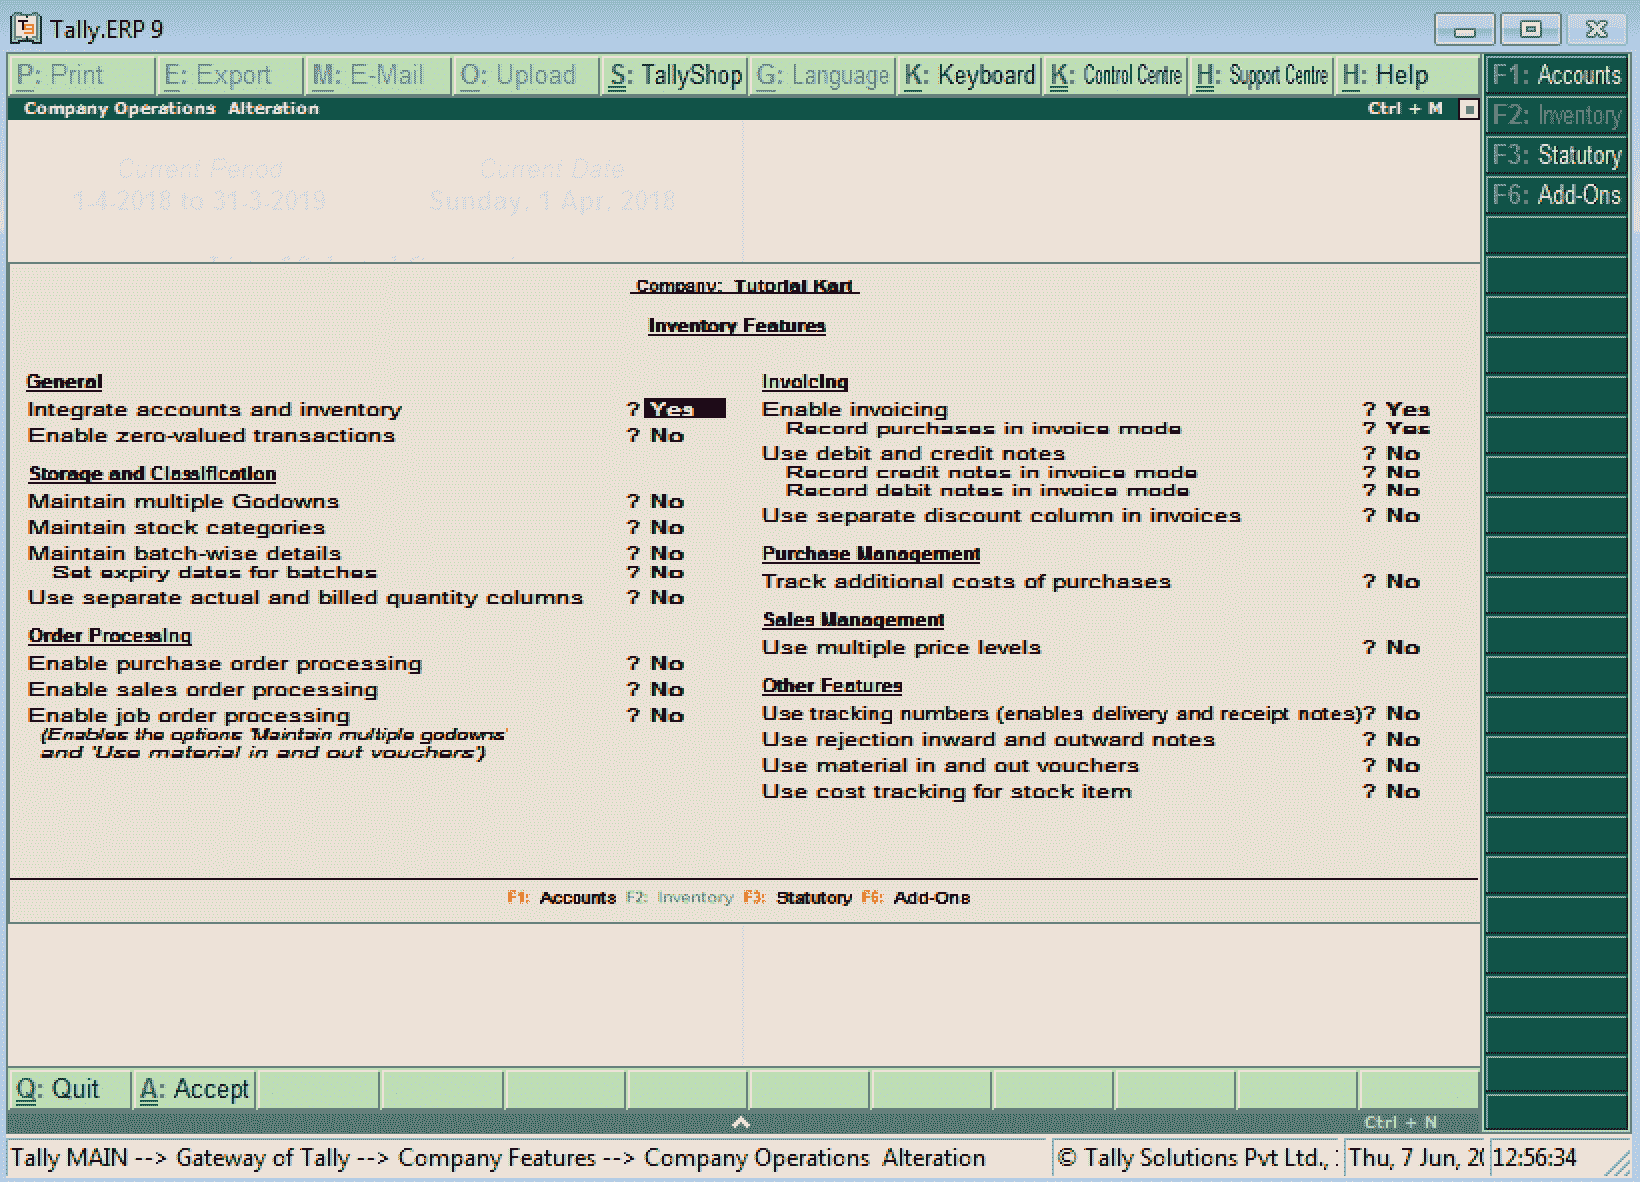 Tally.ERP 9
P: Print E: Export M: E-Mail O: Upload S: TallyShop G: Language K: Keyboard K: Control Centre H: Support Centre H: Help
F1: Accounts
F2: Inventory
F3: Statutory
F6: Add-Ons
Company Operations Alteration Ctrl + M
Current Period Current Date
1-4-2018 to 31-3-2019 Sunday, 1 Apr, 2018
Company: Tutorial Kart
Inventory Features
General
Integrate accounts and inventory ? Yes
Enable zero-valued transactions ? No
Storage and Classification
Maintain multiple Godowns ? No
Maintain stock categories ? No
Maintain batch-wise details ? No
Set expiry dates for batches ? No
Use separate actual and billed quantity columns ? No
Order Processing
Enable purchase order processing ? No
Enable sales order processing ? No
Enable job order processing ? No
(Enables the options 'Maintain multiple godowns'
and 'Use material in and out vouchers')
Invoicing
Enable invoicing ? Yes
Record purchases in invoice mode ? Yes
Use debit and credit notes ? No
Record credit notes in invoice mode ? No
Record debit notes in invoice mode ? No
Use separate discount column in invoices ? No
Purchase Management
Track additional costs of purchases ? No
Sales Management
Use multiple price levels ? No
Other Features
Use tracking numbers (enables delivery and receipt notes)? No
Use rejection inward and outward notes ? No
Use material in and out vouchers ? No
Use cost tracking for stock item ? No
F1: Accounts F2: Inventory F3: Statutory F6: Add-Ons
Q: Quit A: Accept
Ctrl + N
Tally MAIN --> Gateway of Tally --> Company Features --> Company Operations Alteration © Tally Solutions Pvt Ltd., Thu, 7 Jun, 12:56:34